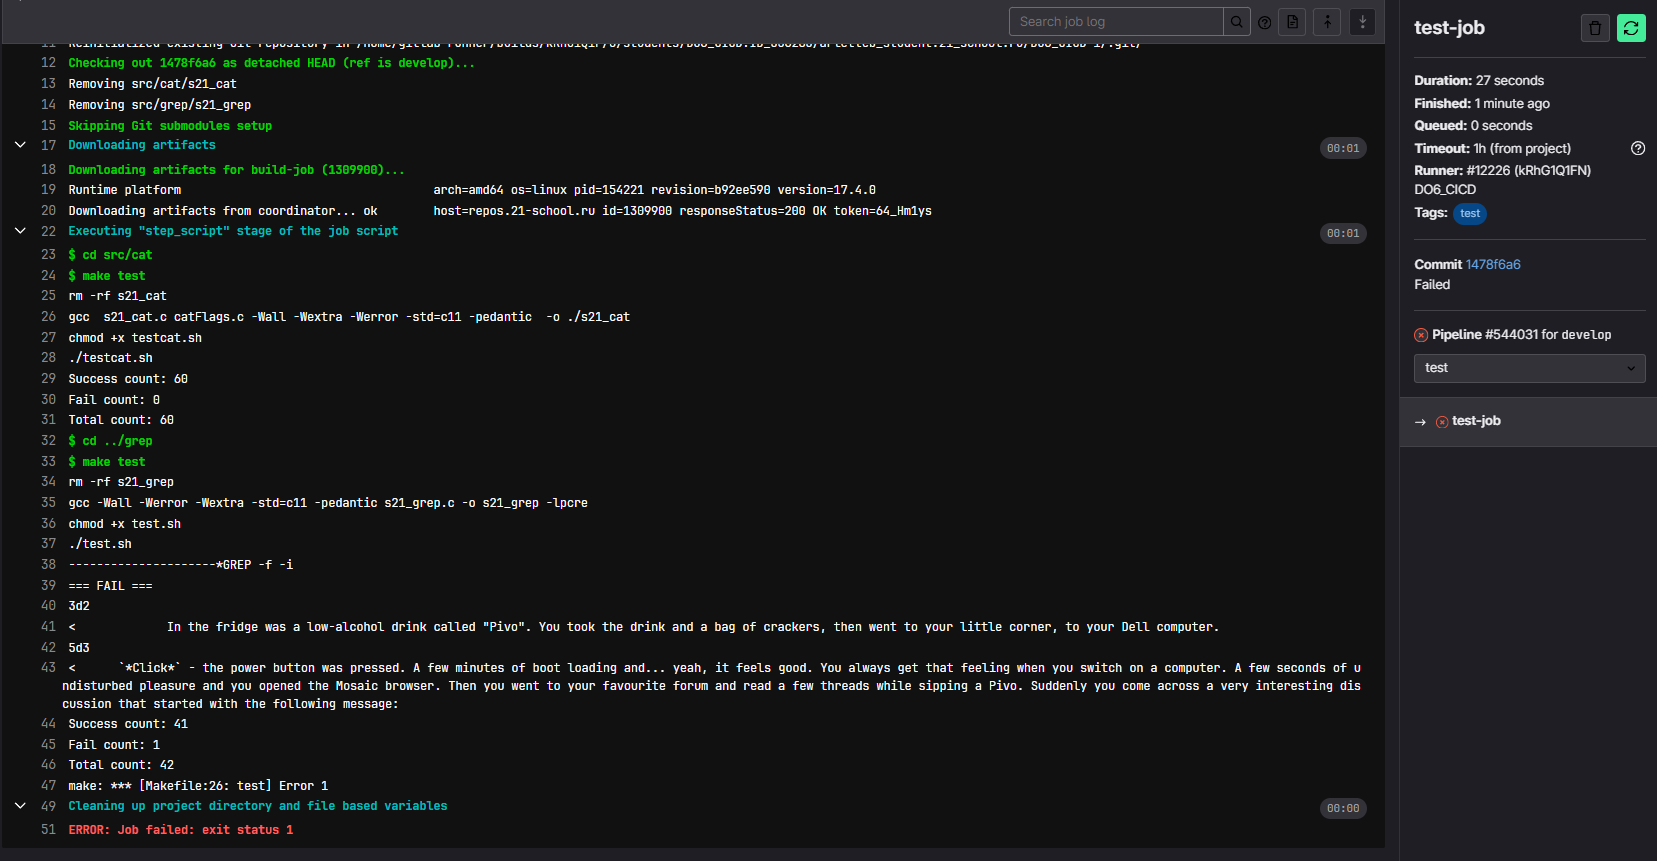 Search job log
12 Checking out 1478f6a6 as detached HEAD (ref is develop)...
13 Removing src/cat/s21_cat
14 Removing src/grep/s21_grep
15 Skipping Git submodules setup
17 Downloading artifacts 00:01
18 Downloading artifacts for build-job (1309900)...
19 Runtime platform arch=amd64 os=linux pid=154221 revision=b92ee590 version=17.4.0
20 Downloading artifacts from coordinator... ok host=repos.21-school.ru id=1309900 responseStatus=200 OK token=64_Hm1ys
22 Executing "step_script" stage of the job script 00:01
23 $ cd src/cat
24 $ make test
25 rm -rf s21_cat
26 gcc  s21_cat.c catFlags.c -Wall -Wextra -Werror -std=c11 -pedantic  -o ./s21_cat
27 chmod +x testcat.sh
28 ./testcat.sh
29 Success count: 60
30 Fail count: 0
31 Total count: 60
32 $ cd ../grep
33 $ make test
34 rm -rf s21_grep
35 gcc -Wall -Werror -Wextra -std=c11 -pedantic s21_grep.c -o s21_grep -lpcre
36 chmod +x test.sh
37 ./test.sh
38 ---------------------*GREP -f -i
39 === FAIL ===
40 3d2
41 < In the fridge was a low-alcohol drink called "Pivo". You took the drink and a bag of crackers, then went to your little corner, to your Dell computer.
42 5d3
43 < `*Click*` - the power button was pressed. A few minutes of boot loading and... yeah, it feels good. You always get that feeling when you switch on a computer. A few seconds of u
ndisturbed pleasure and you opened the Mosaic browser. Then you went to your favourite forum and read a few threads while sipping a Pivo. Suddenly you come across a very interesting dis
cussion that started with the following message:
44 Success count: 41
45 Fail count: 1
46 Total count: 42
47 make: *** [Makefile:26: test] Error 1
49 Cleaning up project directory and file based variables 00:00
51 ERROR: Job failed: exit status 1
test-job
Duration: 27 seconds
Finished: 1 minute ago
Queued: 0 seconds
Timeout: 1h (from project)
Runner: #12226 (kRhG1Q1FN)
DO6_CICD
Tags: test
Commit 1478f6a6
Failed
Pipeline #544031 for develop
test
→ test-job